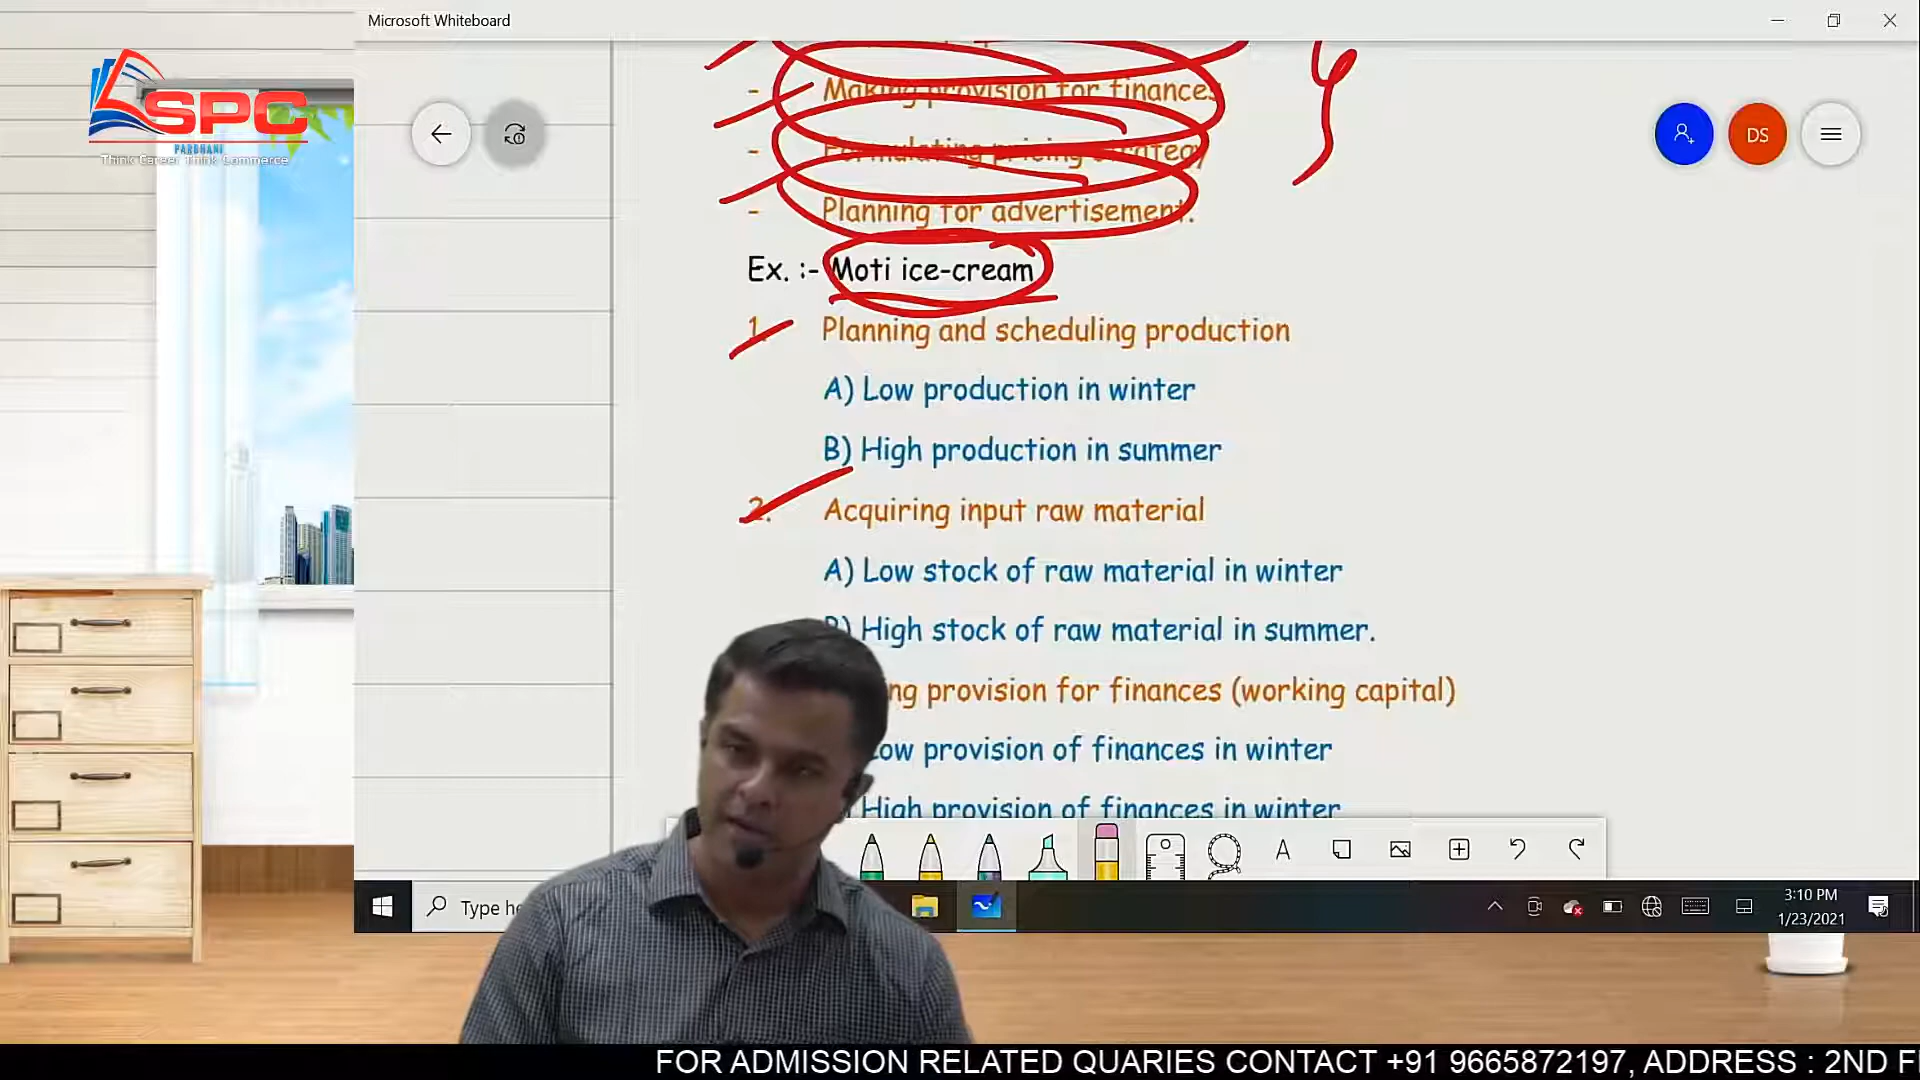 Microsoft Whiteboard
SPC
PARBHANI
Think Career Think Commerce
- Making provision for finances
- Formulating pricing strategy
- Planning for advertisement.
DS
Ex. :- Moti ice-cream
1. Planning and scheduling production
A) Low production in winter
B) High production in summer
2. Acquiring input raw material
A) Low stock of raw material in winter
B) High stock of raw material in summer.
provision for finances (working capital)
Low provision of finances in winter
High provision of finances in winter
Type
3:10 PM
1/23/2021
FOR ADMISSION RELATED QUARIES CONTACT +91 9665872197, ADDRESS : 2ND